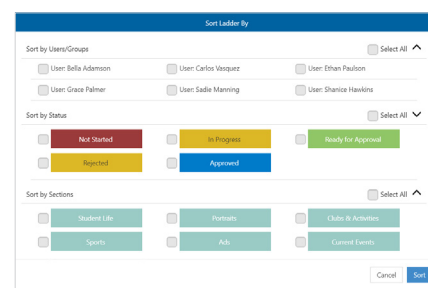 Sort Ladder By
Sort by Users/Groups Select All
User: Bella Adamson User: Carlos Vasquez User: Ethan Paulson
User: Grace Palmer User: Sadie Manning User: Shanice Hawkins
Sort by Status Select All
Not Started In Progress Ready for Approval
Rejected Approved
Sort by Sections Select All
Student Life Portraits Clubs & Activities
Sports Ads Current Events
Cancel Sort